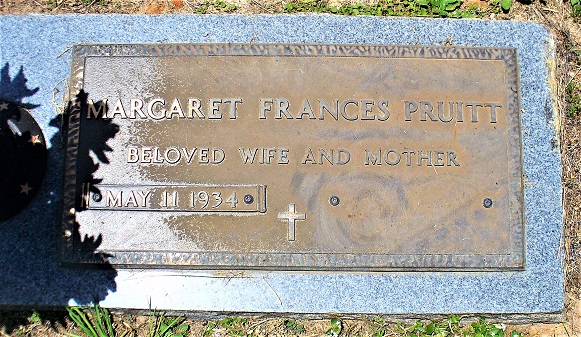 MARGARET FRANCES PRUITT
BELOVED WIFE AND MOTHER
MAY 11 1934